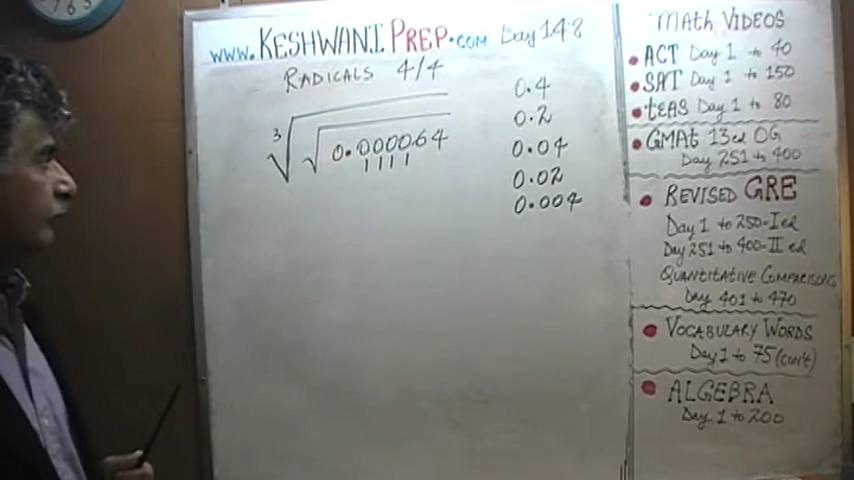 www.KESHWANI PREP.COM Day 148
RADICALS 4/4
3
0.000064
0.4
0.2
0.04
0.02
0.004
Math VIDEOS
ACT Day 1 to 40
SAT Day 1 to 150
tEAS Day 1 to 80
GMAt 13ed OG
Day 251 to 400
REVISED GRE
Day 1 to 250-I ed
Day 251 to 400-II ed
QUANTITATIVE COMPARISONS
Day 401 to 470
VOCABULARY WORDS
Day 1 to 75 (con't)
ALGEBRA
Day 1 to 200
7
6
5